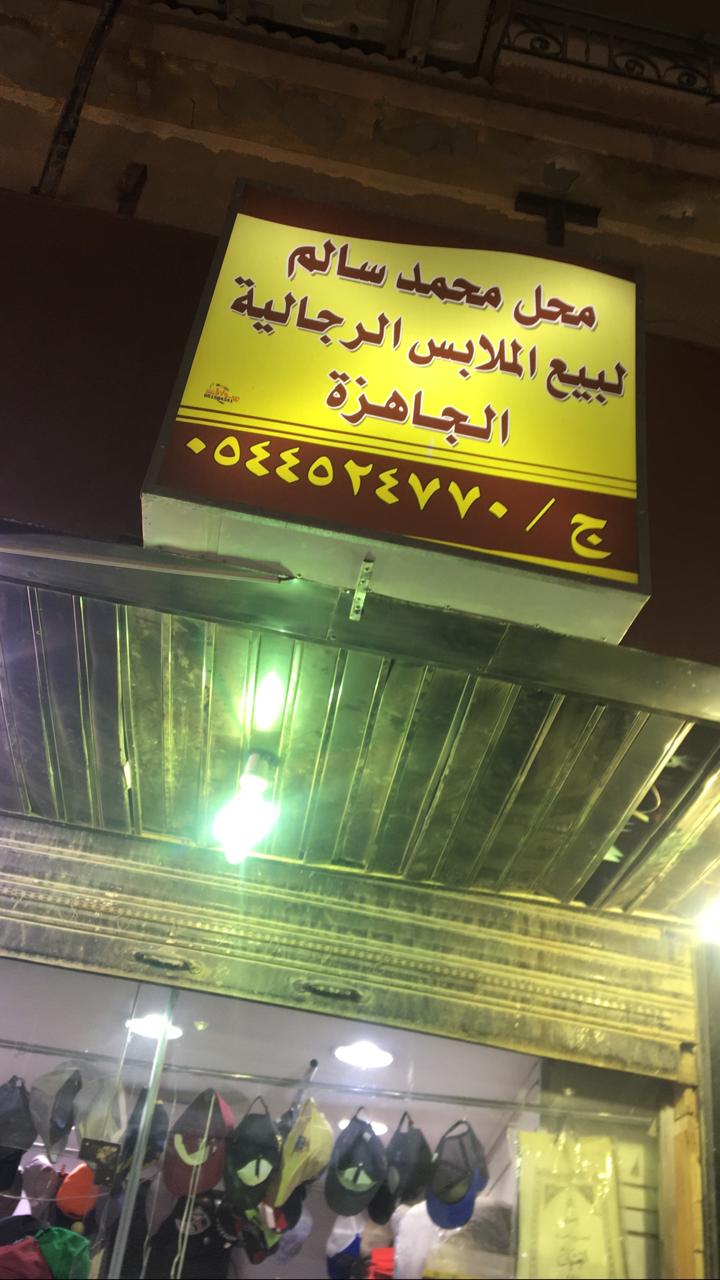 محل محمد سالم
لبيع الملابس الرجالية
الجاهزة
ج / ٠٥٤٤٥٢٤٧٧٠